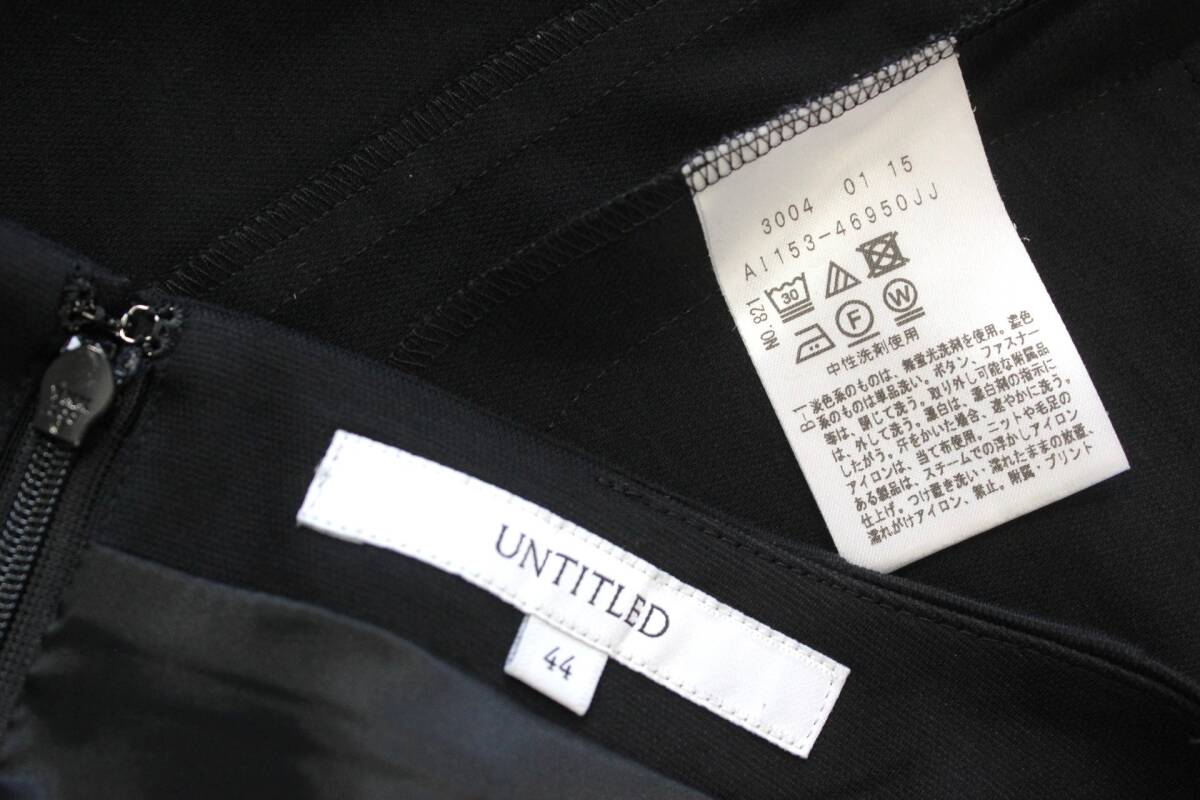 3004 01 15
AI153-46950JJ
NO.821
30
F
W
中性洗剤使用
B-1
淡色系のものは、無蛍光洗剤を使用。濃色
系のものは単品洗い。ボタン、ファスナー
等は、閉じて洗う。取り外し可能な附属品
は、外して洗う。漂白は、漂白剤の指示に
したがう。汗をかいた場合、速やかに洗う。
アイロンは、当て布使用。ニットや毛足の
ある製品は、スチームでの浮かしアイロン
仕上げ。つけ置き洗い・濡れたままの放置、
濡れがけアイロン、禁止。附属・プリント
UNTITLED
44